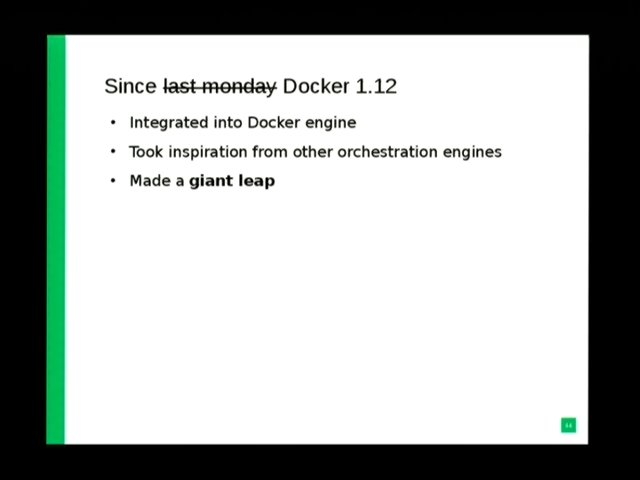 Since last monday Docker 1.12
• Integrated into Docker engine
• Took inspiration from other orchestration engines
• Made a giant leap